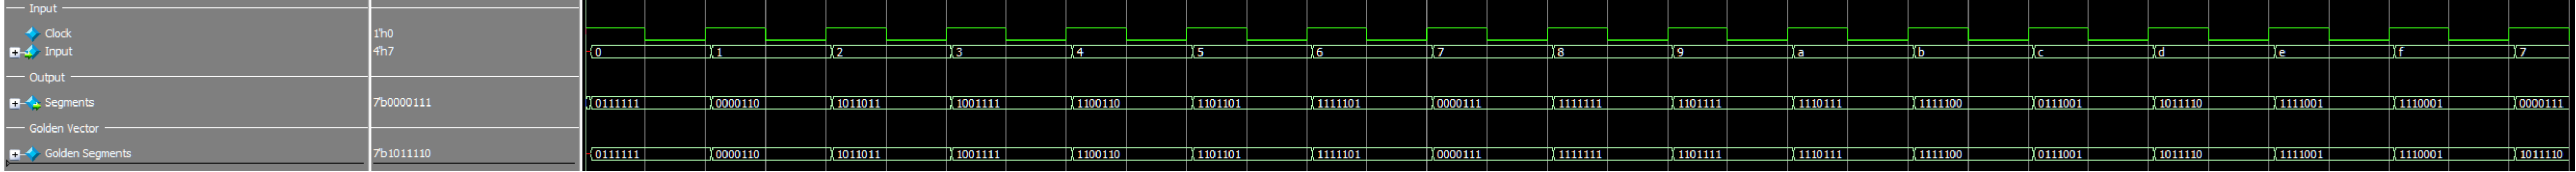 Input
Clock 1'h0
Input 4'h7 0 1 2 3 4 5 6 7 8 9 a b c d e f 7
Output
Segments 7'b0000111 0111111 0000110 1011011 1001111 1100110 1101101 1111101 0000111 1111111 1101111 1110111 1111100 0111001 1011110 1111001 1110001 0000111
Golden Vector
Golden Segments 7'b1011110 0111111 0000110 1011011 1001111 1100110 1101101 1111101 0000111 1111111 1101111 1110111 1111100 0111001 1011110 1111001 1110001 1011110